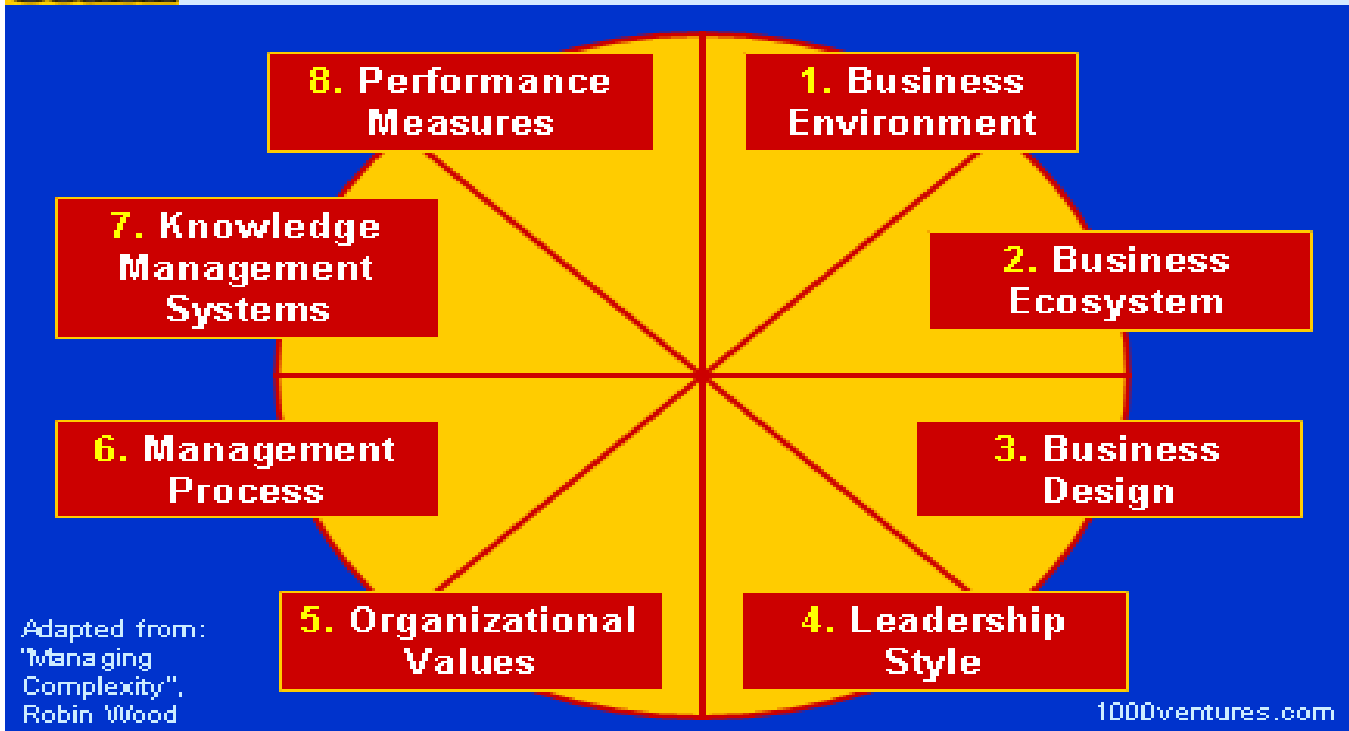 8. Performance
Measures
1. Business
Environment
7. Knowledge
Management
Systems
2. Business
Ecosystem
6. Management
Process
3. Business
Design
5. Organizational
Values
4. Leadership
Style
Adapted from:
"Managing
Complexity",
Robin Wood
1000ventures.com